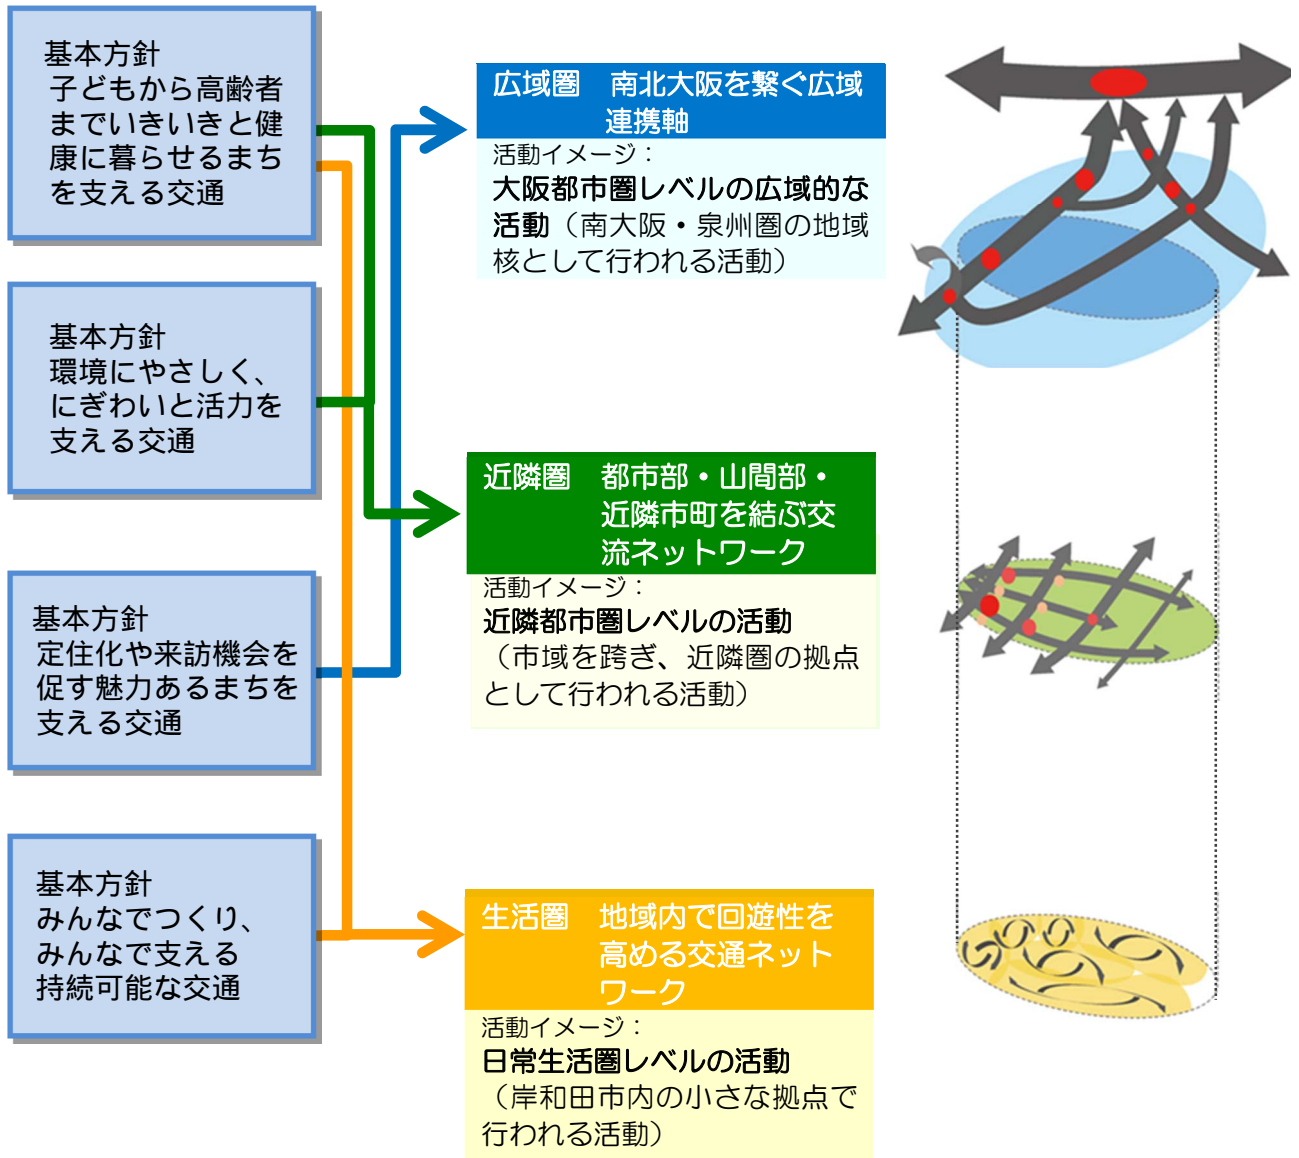 基本方針
子どもから高齢者
までいきいきと健
康に暮らせるまち
を支える交通
基本方針
環境にやさしく、
にぎわいと活力を
支える交通
基本方針
定住化や来訪機会を
促す魅力あるまちを
支える交通
基本方針
みんなでつくり、
みんなで支える
持続可能な交通
広域圏　南北大阪を繋ぐ広域
連携軸
活動イメージ：
大阪都市圏レベルの広域的な
活動（南大阪・泉州圏の地域
核として行われる活動）
近隣圏　都市部・山間部・
近隣市町を結ぶ交
流ネットワーク
活動イメージ：
近隣都市圏レベルの活動
（市域を跨ぎ、近隣圏の拠点
として行われる活動）
生活圏　地域内で回遊性を
高める交通ネット
ワーク
活動イメージ：
日常生活圏レベルの活動
（岸和田市内の小さな拠点で
行われる活動）